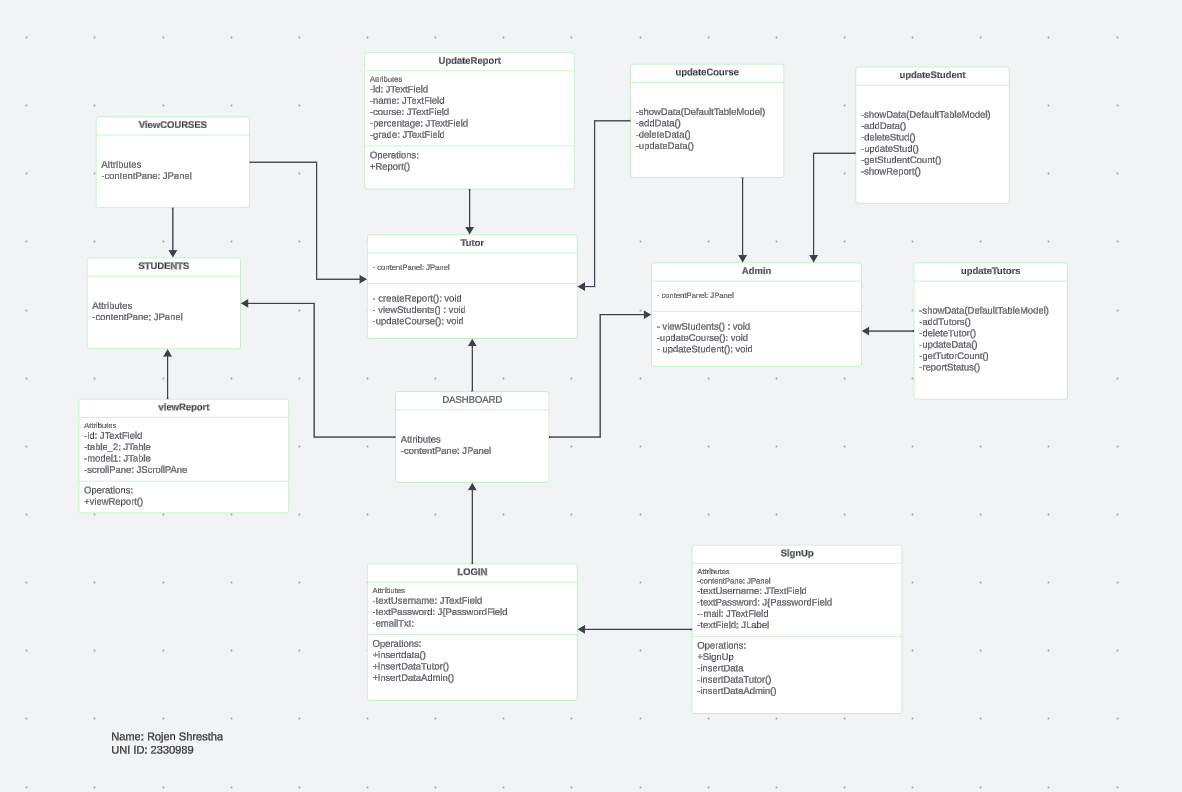 UpdateReport
Attributes
-id: JTextField
-name: JTextField
-course: JTextField
-percentage: JTextField
-grade: JTextField
Operations:
+Report()
updateCourse
-showData(DefaultTableModel)
-addData()
-deleteData()
-updateData()
updateStudent
-showData(DefaultTableModel)
-addData()
-deleteStud()
-updateStud()
-getStudentCount()
-showReport()
ViewCOURSES
Attributes
-contentPane: JPanel
STUDENTS
Attributes
-contentPane; JPanel
Tutor
- contentPanel: JPanel
- createReport(): void
- viewStudents() : void
-updateCourse(): void
Admin
- contentPanel: JPanel
- viewStudents() : void
-updateCourse(): void
- updateStudent(): void
updateTutors
-showData(DefaultTableModel)
-addTutors()
-deleteTutor()
-updateData()
-getTutorCount()
-reportStatus()
viewReport
Attributes
-id: JTextField
-table_2; JTable
-model1: JTable
-scrollPane: JScrollPAne
Operations:
+viewReport()
DASHBOARD
Attributes
-contentPane: JPanel
LOGIN
Attributes
-textUsername: JTextField
-textPassword: J{PasswordField
-emailTxt:
Operations:
+insertdata()
+insertDataTutor()
+insertDataAdmin()
SignUp
Attributes
-contentPane: JPanel
-textUsername: JTextField
-textPassword: J{PasswordField
--mail: JTextField
-textField; JLabel
Operations:
+SignUp
-insertData
-insertDataTutor()
-insertDataAdmin()
Name: Rojen Shrestha
UNI ID: 2330989